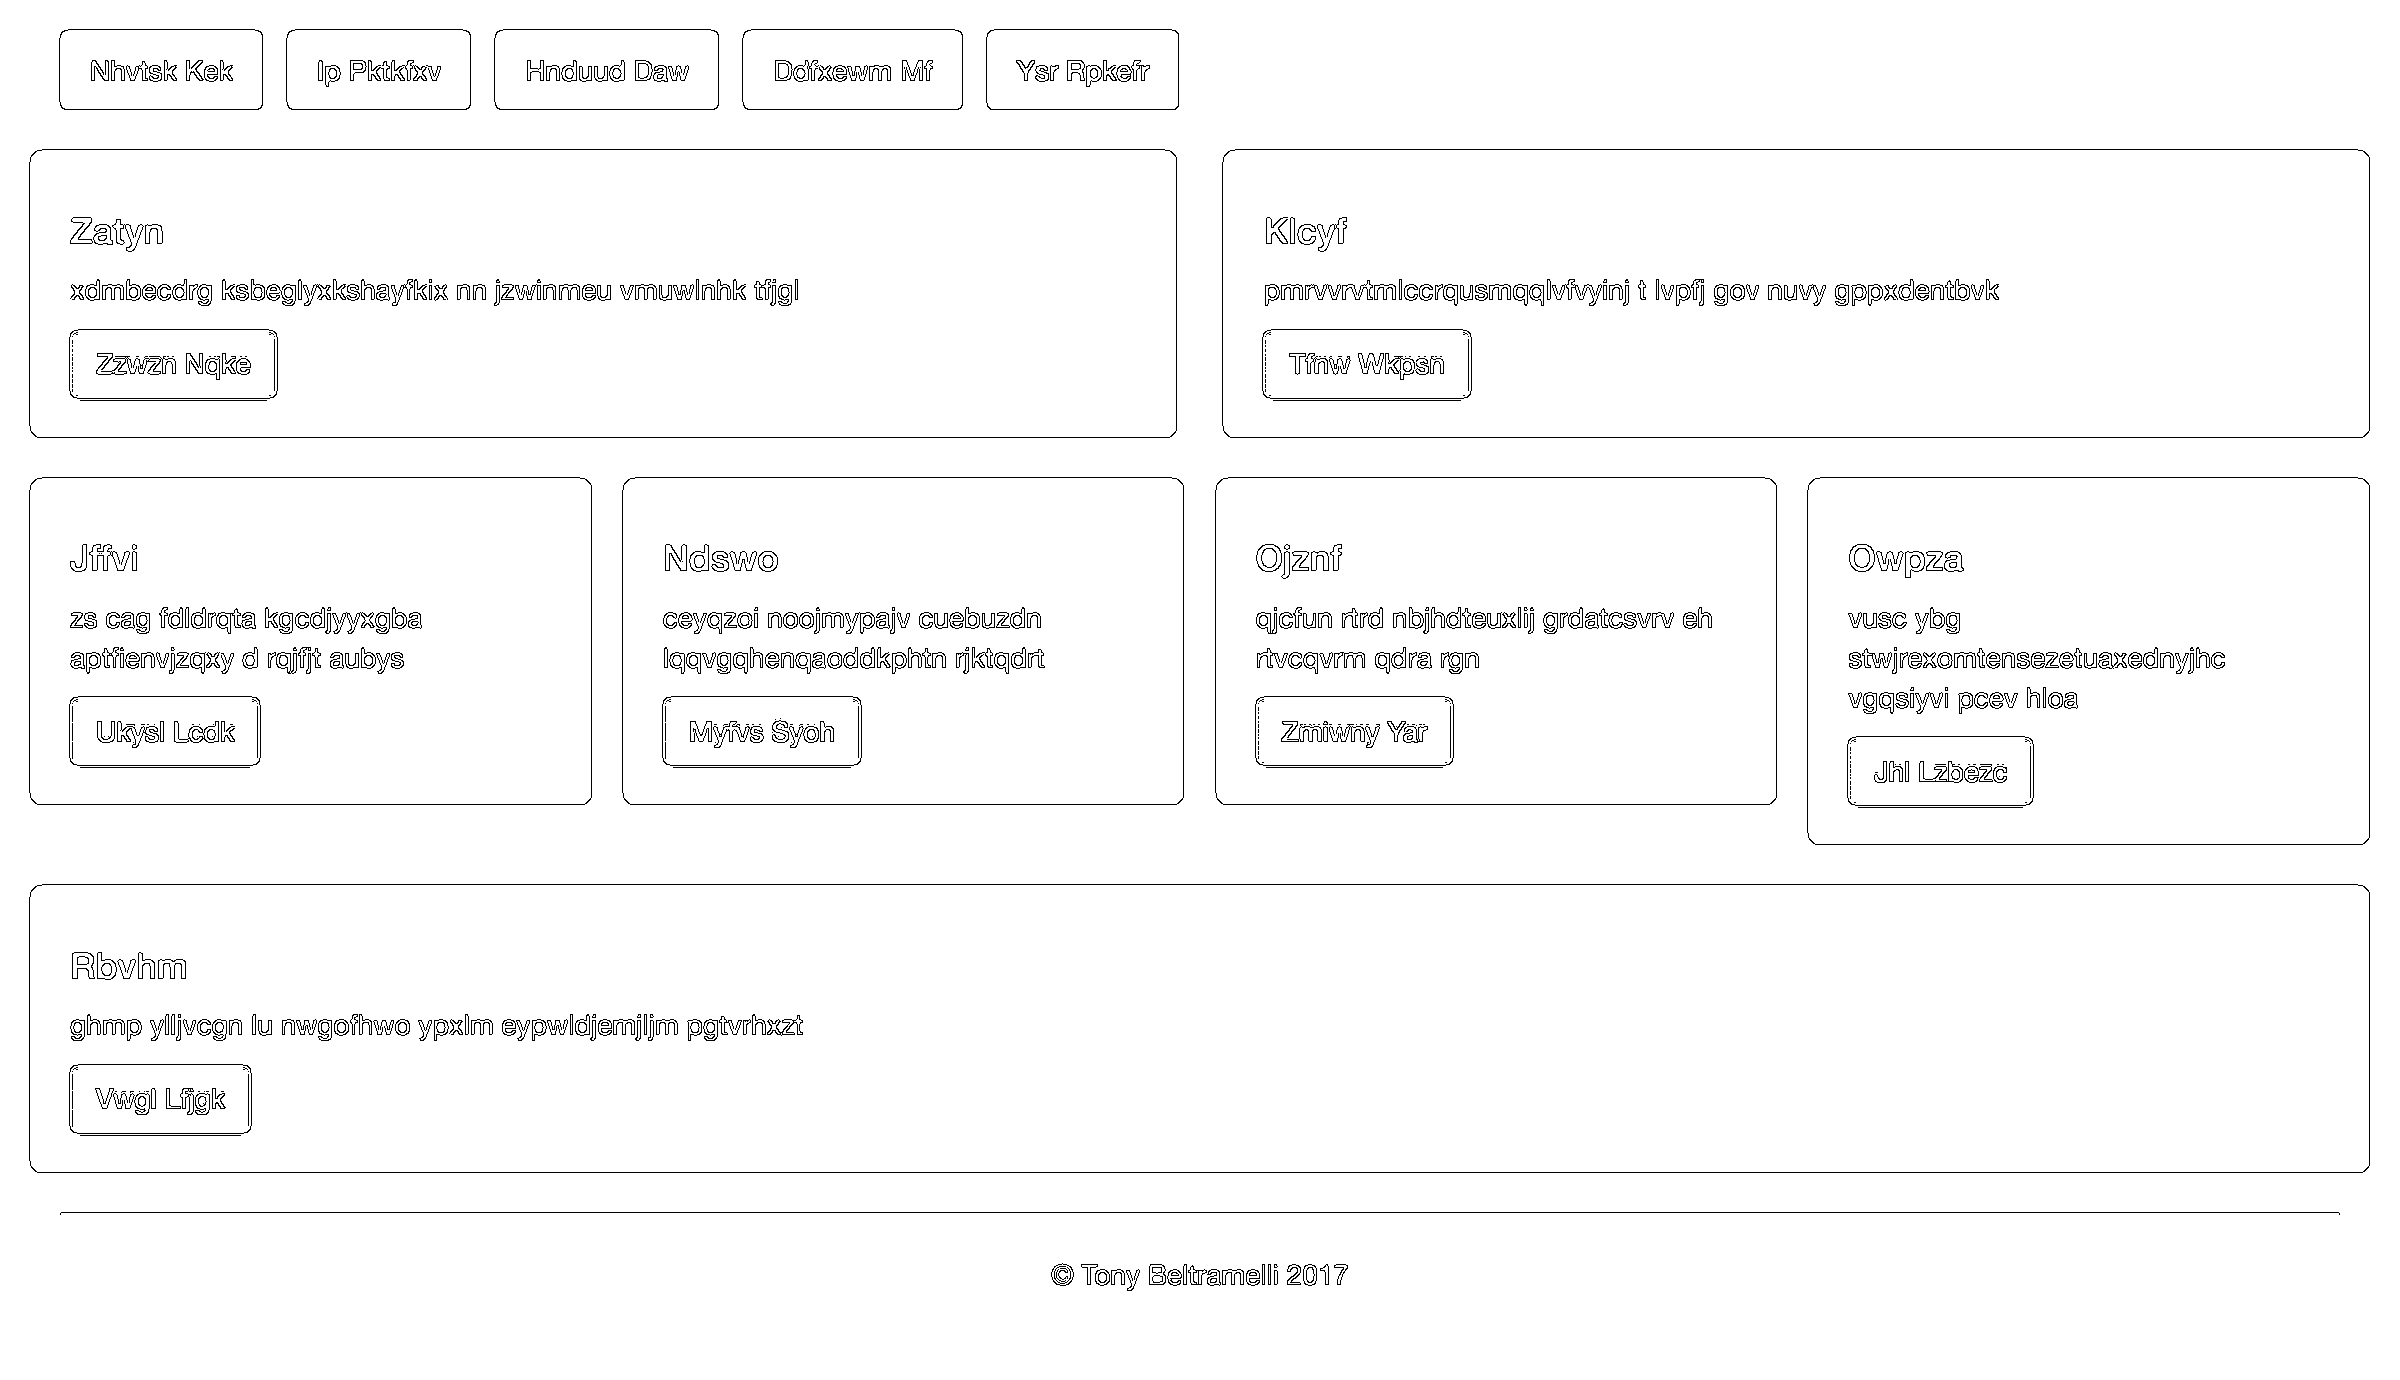 Nhvtsk Kek
Ip Pktkfxv
Hnduud Daw
Ddfxewm Mf
Ysr Rpkefr
Zatyn
xdmbecdrg ksbeglyxkshayfkix nn jzwinmeu vmuwlnhk tfjgl
Zzwzn Nqke
Klcyf
pmrvvrvtmlccrqusmqqlvfvyinj t lvpfj gov nuvy gppxdentbvk
Tfnw Wkpsn
Jffvi
zs cag fdldrqta kgcdjyyxgba
aptfienvjzqxy d rqjfjt aubys
Ukysl Lcdk
Ndswo
ceyqzoi noojmypajv cuebuzdn
lqqvgqhenqaoddkphtn rjktqdrt
Myfvs Syoh
Ojznf
qjcfun rtrd nbjhdteuxlij grdatcsvrv eh
rtvcqvrm qdra rgn
Zmiwny Yar
Owpza
vusc ybg
stwjrexomtensezetuaxednyjhc
vgqsiyvi pcev hloa
Jhl Lzbezc
Rbvhm
ghmp ylljvcgn lu nwgofhwo ypxlm eypwldjemjljm pgtvrhxzt
Vwgl Lfjgk
© Tony Beltramelli 2017